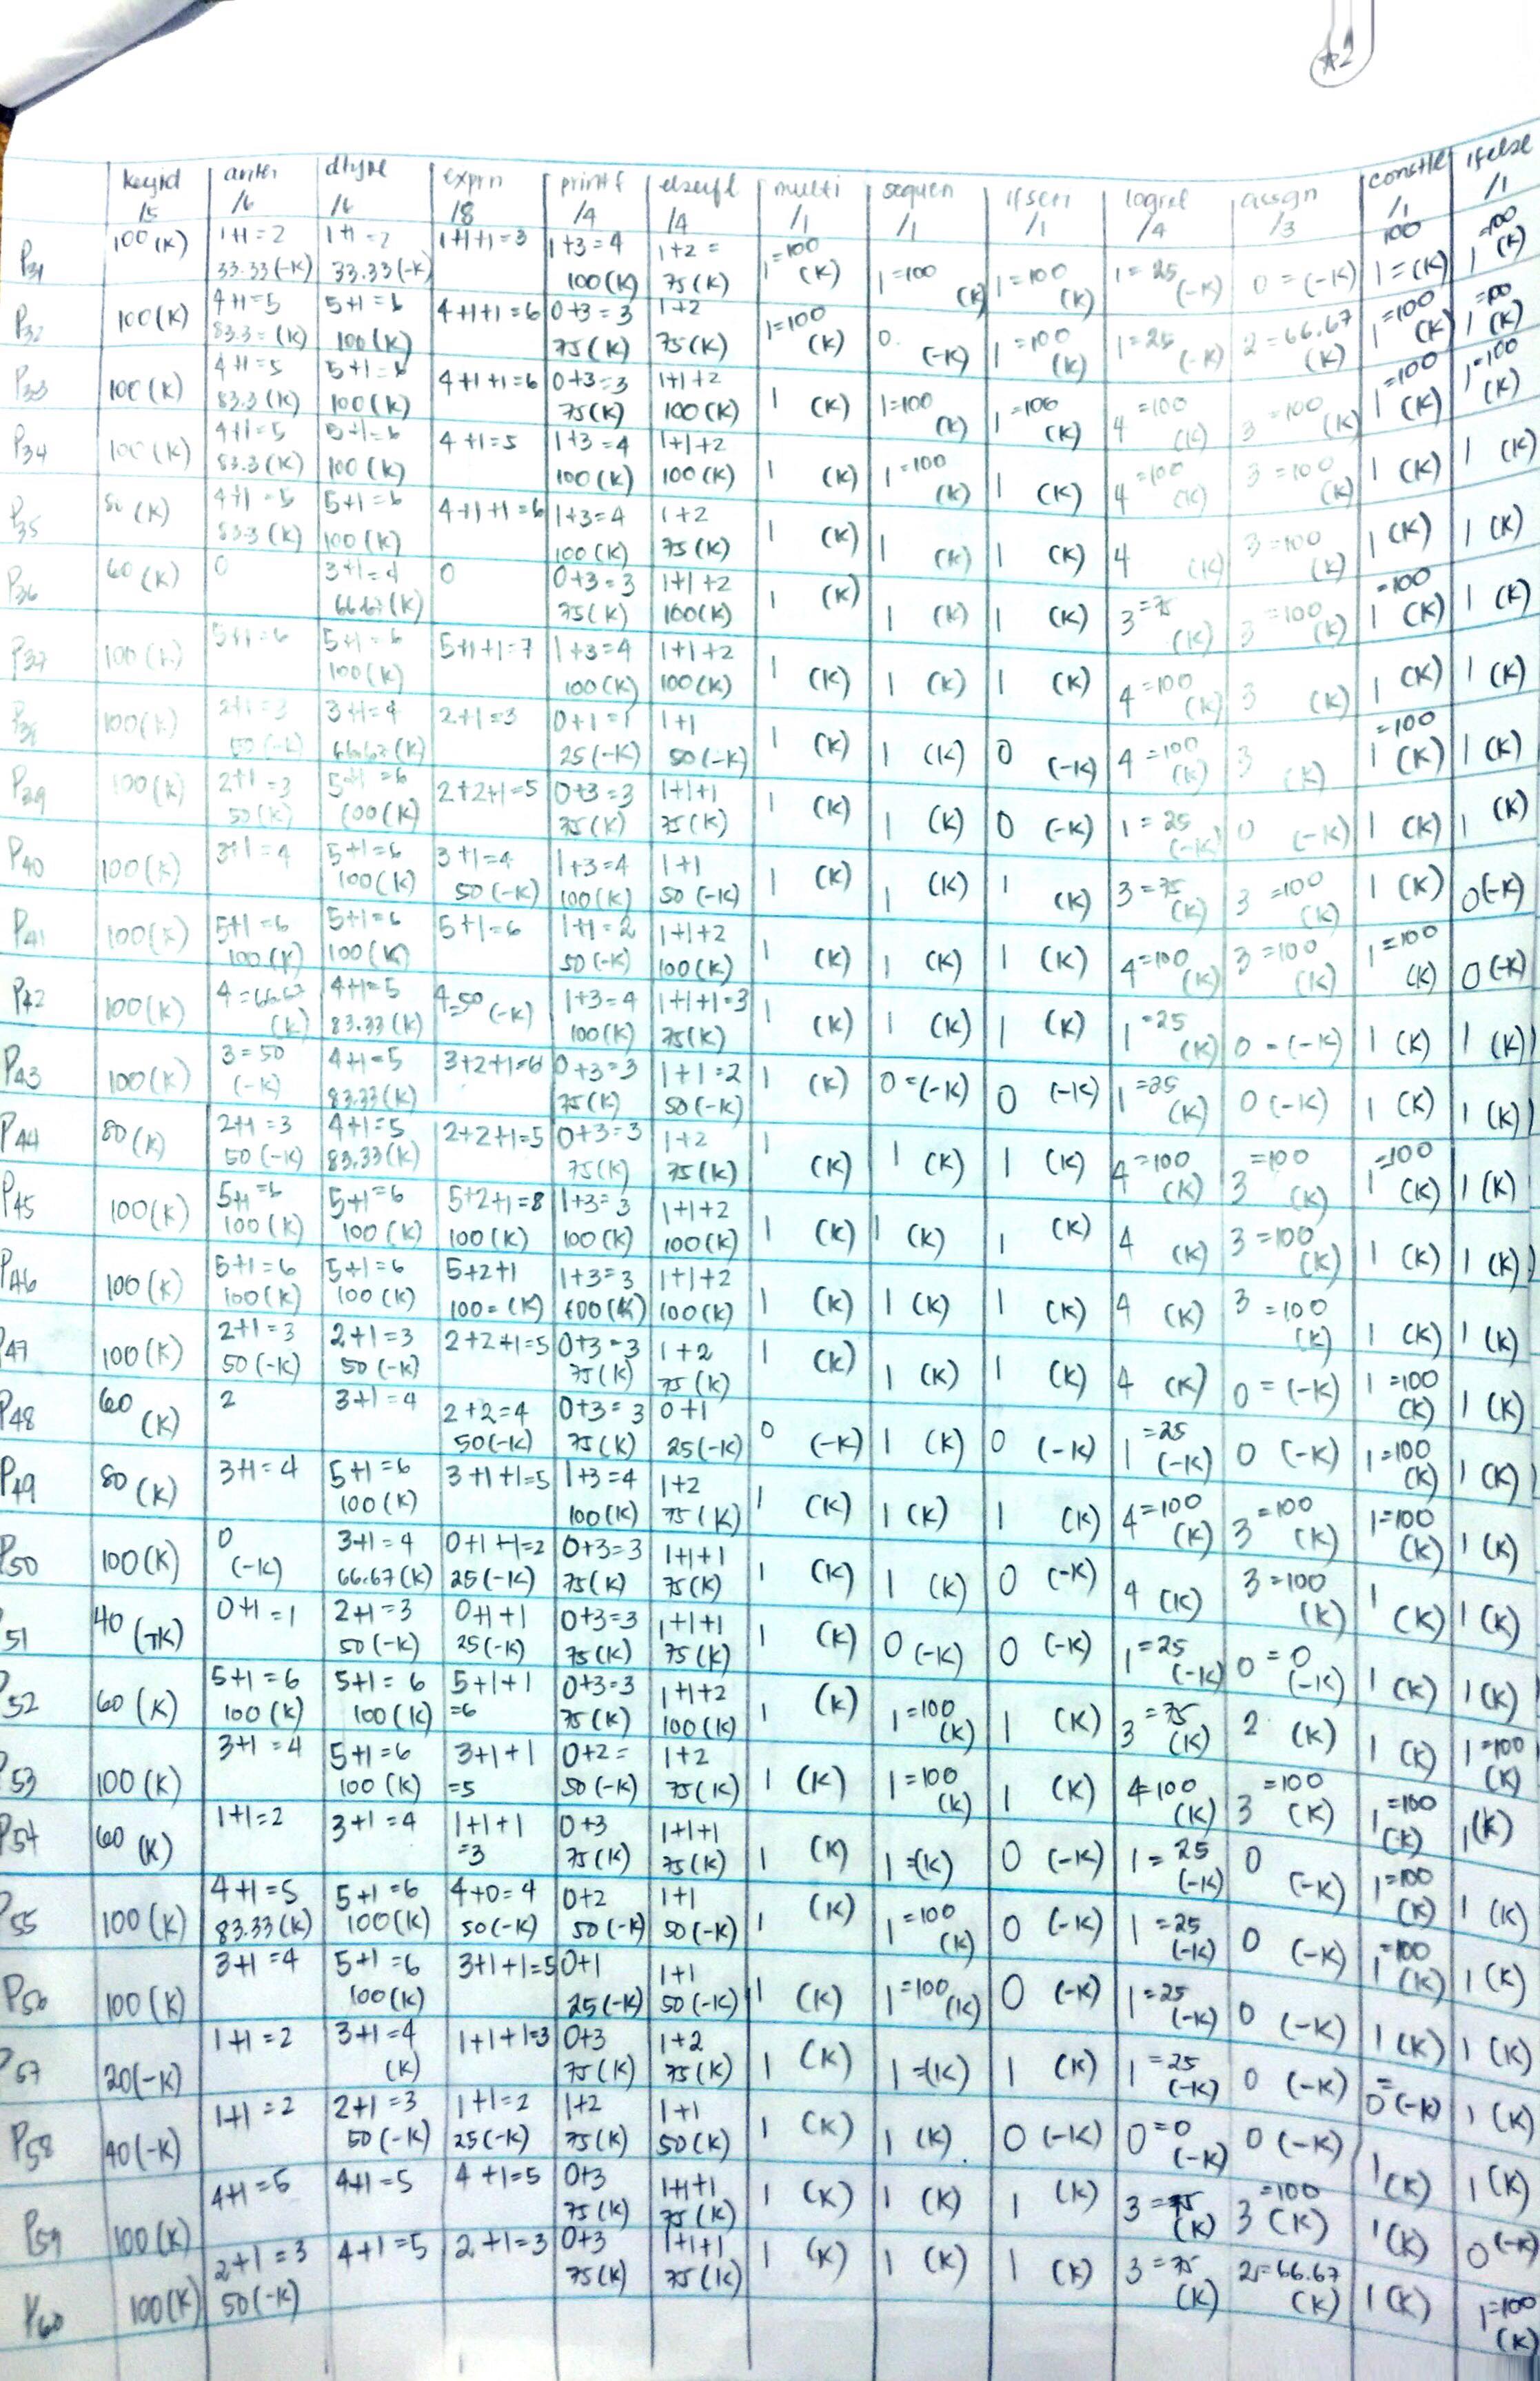 *2
keyid /5 | arith /6 | dtype /6 | exprn /8 | printf /4 | elseifl /4 | multi /1 | sequen /1 | ifsen /1 | logrel /4 | assgn /3 | constle /1 | ifelse /1
P31 | 100 (K) | 1+1=2 33.33(-K) | 1+1=2 33.33(-K) | 1+1+1=3 | 1+3=4 100(K) | 1+2= 75(K) | 1=100 (K) | 1=100 (K) | 1=100 (K) | 1=25 (-K) | 0=(-K) | 100 1=(K) | 1=100 (K)
P32 | 100(K) | 4+1=5 83.3=(K) | 5+1=6 100(K) | 4+1+1=6 | 0+3=3 75(K) | 1+2 75(K) | 1=100 (K) | 0. (-K) | 1=100 (K) | 1=25 (-K) | 2=66.67 (K) | 1=100 (K) | 1=100 (K)
P33 | 100(K) | 4+1=5 83.3(K) | 5+1=6 100(K) | 4+1+1=6 | 0+3=3 75(K) | 1+1+2 100(K) | 1 (K) | 1=100 (K) | 1=100 (K) | 4=100 (K) | 3=100 (K) | 1=100 (K) | 1=100 (K)
P34 | 100(K) | 4+1=5 83.3(K) | 5+1=6 100(K) | 4+1=5 | 1+3=4 100(K) | 1+1+2 100(K) | 1 (K) | 1=100 (K) | 1 (K) | 4=100 (K) | 3=100 (K) | 1 (K) | 1 (K)
P35 | 80 (K) | 4+1=5 83.3(K) | 5+1=6 100(K) | 4+1+1=6 | 1+3=4 100(K) | 1+2 75(K) | 1 (K) | 1 (K) | 1 (K) | 4 (K) | 3=100 (K) | 1 (K) | 1 (K)
P36 | 60(K) | 0 | 3+1=4 66.67(K) | 0 | 0+3=3 75(K) | 1+1+2 100(K) | 1 (K) | 1 (K) | 1 (K) | 3=75 (K) | 3=100 (K) | 1=100 (K) | 1 (K)
P37 | 100(K) | 5+1=6 | 5+1=6 100(K) | 5+1+1=7 | 1+3=4 100(K) | 1+1+2 100(K) | 1 (K) | 1 (K) | 1 (K) | 4=100 (K) | 3 (K) | 1 (K) | 1 (K)
P38 | 100(K) | 2+1=3 50(-K) | 3+1=4 66.67(K) | 2+1=3 | 0+1=1 25(-K) | 1+1 50(-K) | 1 (K) | 1 (K) | 0 (-K) | 4=100 (K) | 3 (K) | 1=100 (K) | 1 (K)
P39 | 100(K) | 2+1=3 50(K) | 5+1=6 100(K) | 2+2+1=5 | 0+3=3 75(K) | 1+1+1 75(K) | 1 (K) | 1 (K) | 0 (-K) | 1=25 (-K) | 0 (-K) | 1 (K) | 1 (K)
P40 | 100(K) | 3+1=4 | 5+1=6 100(K) | 3+1=4 50(-K) | 1+3=4 100(K) | 1+1 50(-K) | 1 (K) | 1 (K) | 1 (K) | 3=75 (K) | 3=100 (K) | 1 (K) | 0(-K)
P41 | 100(K) | 5+1=6 100(K) | 5+1=6 100(K) | 5+1=6 | 1+1=2 50(-K) | 1+1+2 100(K) | 1 (K) | 1 (K) | 1 (K) | 4=100 (K) | 3=100 (K) | 1=100 (K) | 0(-K)
P42 | 100(K) | 4=66.67 (K) | 4+1=5 83.33(K) | 4=50 (-K) | 1+3=4 100(K) | 1+1+1=3 75(K) | 1 (K) | 1 (K) | 1 (K) | 1=25 (K) | 0=(-K) | 1 (K) | 1 (K)
P43 | 100(K) | 3=50 (-K) | 4+1=5 83.33(K) | 3+2+1=6 | 0+3=3 75(K) | 1+1=2 50(-K) | 1 (K) | 0=(-K) | 0 (-K) | 1=25 (K) | 0(-K) | 1 (K) | 1 (K)
P44 | 80(K) | 2+1=3 50(-K) | 4+1=5 83.33(K) | 2+2+1=5 | 0+3=3 75(K) | 1+2 75(K) | 1 (K) | 1 (K) | 1 (K) | 4=100 (K) | 3=100 (K) | 1=100 (K) | 1(K)
P45 | 100(K) | 5+1=6 100(K) | 5+1=6 100(K) | 5+2+1=8 100(K) | 1+3=3 100(K) | 1+1+2 100(K) | 1 (K) | 1 (K) | 1 (K) | 4 (K) | 3=100 (K) | 1 (K) | 1(K)
P46 | 100(K) | 5+1=6 100(K) | 5+1=6 100(K) | 5+2+1 100=(K) | 1+3=3 100(K) | 1+1+2 100(K) | 1 (K) | 1 (K) | 1 (K) | 4 (K) | 3=100 (K) | 1 (K) | 1 (K)
P47 | 100(K) | 2+1=3 50(-K) | 2+1=3 50(-K) | 2+2+1=5 | 0+3=3 75(K) | 1+2 75(K) | 1 (K) | 1 (K) | 1 (K) | 4 (K) | 0=(-K) | 1=100 (K) | 1(K)
P48 | 60 (K) | 2 | 3+1=4 | 2+2=4 50(-K) | 0+3=3 75(K) | 0+1 25(-K) | 0 (-K) | 1 (K) | 0 (-K) | 1=25 (-K) | 0 (-K) | 1=100 (K) | 1(K)
P49 | 80 (K) | 3+1=4 | 5+1=6 100(K) | 3+1+1=5 | 1+3=4 100(K) | 1+2 75(K) | 1 (K) | 1(K) | 1 (K) | 4=100 (K) | 3=100 (K) | 1=100 (K) | 1(K)
P50 | 100(K) | 0 (-K) | 3+1=4 66.67(K) | 0+1+1=2 25(-K) | 0+3=3 75(K) | 1+1+1 75(K) | 1 (K) | 1 (K) | 0 (-K) | 4 (K) | 3=100 (K) | 1 (K) | 1(K)
51 | 40 (-K) | 0+1=1 | 2+1=3 50(-K) | 0+1+1 25(-K) | 0+3=3 75(K) | 1+1+1 75(K) | 1 (K) | 0(-K) | 0 (-K) | 1=25 (-K) | 0=0 (-K) | 1 (K) | 1(K)
52 | 60 (K) | 5+1=6 100(K) | 5+1=6 100(K) | 5+1+1 =6 | 0+3=3 75(K) | 1+1+2 100(K) | 1 (K) | 1=100 (K) | 1 (K) | 3=75 (K) | 2 (K) | 1 (K) | 1=100 (K)
53 | 100(K) | 3+1=4 | 5+1=6 100(K) | 3+1+1 =5 | 0+2= 50(-K) | 1+2 75(K) | 1 (K) | 1=100 (K) | 1 (K) | 4=100 (K) | 3=100 (K) | 1=100 (K) | 1(K)
P54 | 60 (K) | 1+1=2 | 3+1=4 | 1+1+1 =3 | 0+3 75(K) | 1+1+1 75(K) | 1 (K) | 1=(K) | 0 (-K) | 1=25 (-K) | 0 (-K) | 1=100 (K) | 1 (K)
P55 | 100(K) | 4+1=5 83.33(K) | 5+1=6 100(K) | 4+0=4 50(-K) | 0+2 50(-K) | 1+1 50(-K) | 1 (K) | 1=100 (K) | 0 (-K) | 1=25 (-K) | 0 (-K) | 1=100 (K) | 1(K)
P56 | 100(K) | 3+1=4 | 5+1=6 100(K) | 3+1+1=5 | 0+1 25(-K) | 1+1 50(-K) | 1 (K) | 1=100 (K) | 0 (-K) | 1=25 (-K) | 0 (-K) | 1(K) | 1(K)
P57 | 20(-K) | 1+1=2 | 3+1=4 (K) | 1+1+1=3 | 0+3 75(K) | 1+2 75(K) | 1 (K) | 1=(K) | 1 (K) | 1=25 (-K) | 0 (-K) | 0=(-K) | 1(K)
P58 | 40(-K) | 1+1=2 | 2+1=3 50(-K) | 1+1=2 25(-K) | 1+2 75(K) | 1+1 50(K) | 1 (K) | 1 (K). | 0 (-K) | 0=0 (-K) | 0 (-K) | 1(K) | 1(K)
P59 | 100(K) | 4+1=5 | 4+1=5 | 4+1=5 | 0+3 75(K) | 1+1+1 75(K) | 1 (K) | 1 (K) | 1 (K) | 3=75 (K) | 3=100 (K) | 1(K) | 0(-K)
P60 | 100(K) | 2+1=3 50(-K) | 4+1=5 | 2+1=3 | 0+3 75(K) | 1+1+1 75(K) | 1 (K) | 1 (K) | 1 (K) | 3=75 (K) | 2=66.67 (K) | 1(K) | 1=100 (K)